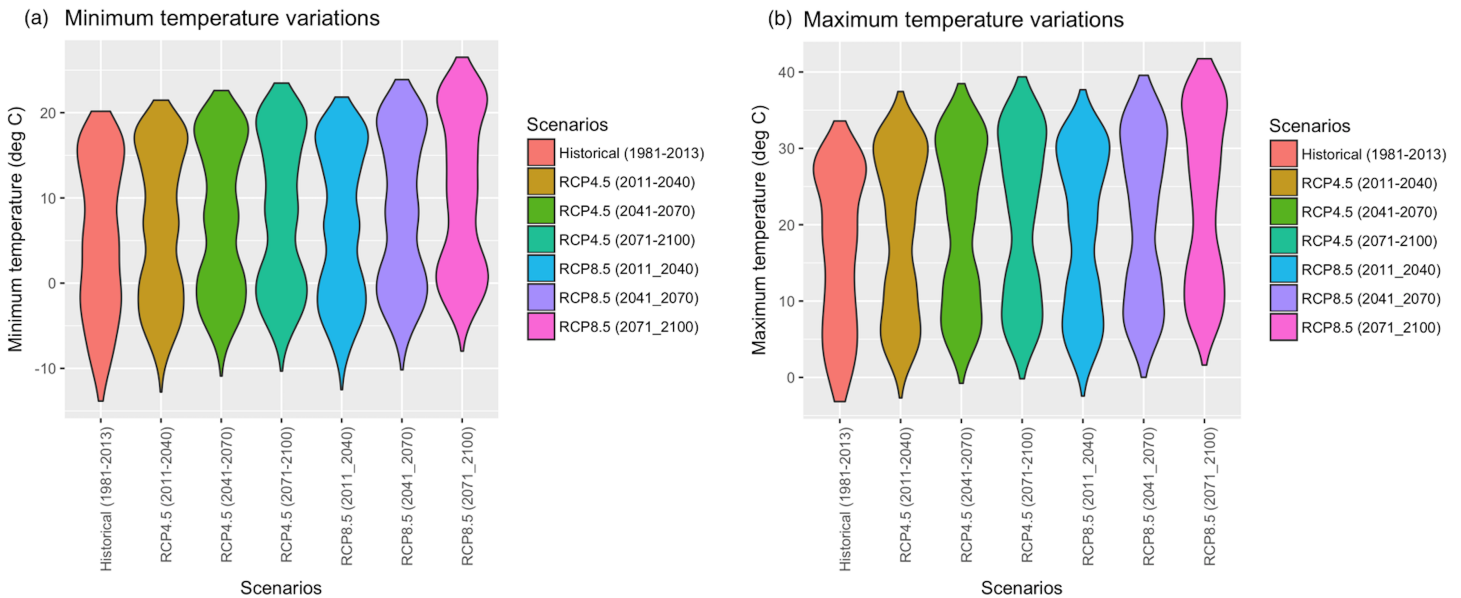 (a) Minimum temperature variations
Minimum temperature (deg C)
20
10
0
-10
Historical (1981-2013)
RCP4.5 (2011-2040)
RCP4.5 (2041-2070)
RCP4.5 (2071-2100)
RCP8.5 (2011_2040)
RCP8.5 (2041_2070)
RCP8.5 (2071_2100)
Scenarios
Scenarios
Historical (1981-2013)
RCP4.5 (2011-2040)
RCP4.5 (2041-2070)
RCP4.5 (2071-2100)
RCP8.5 (2011_2040)
RCP8.5 (2041_2070)
RCP8.5 (2071_2100)
(b) Maximum temperature variations
Maximum temperature (deg C)
40
30
20
10
0
Historical (1981-2013)
RCP4.5 (2011-2040)
RCP4.5 (2041-2070)
RCP4.5 (2071-2100)
RCP8.5 (2011_2040)
RCP8.5 (2041_2070)
RCP8.5 (2071_2100)
Scenarios
Scenarios
Historical (1981-2013)
RCP4.5 (2011-2040)
RCP4.5 (2041-2070)
RCP4.5 (2071-2100)
RCP8.5 (2011_2040)
RCP8.5 (2041_2070)
RCP8.5 (2071_2100)